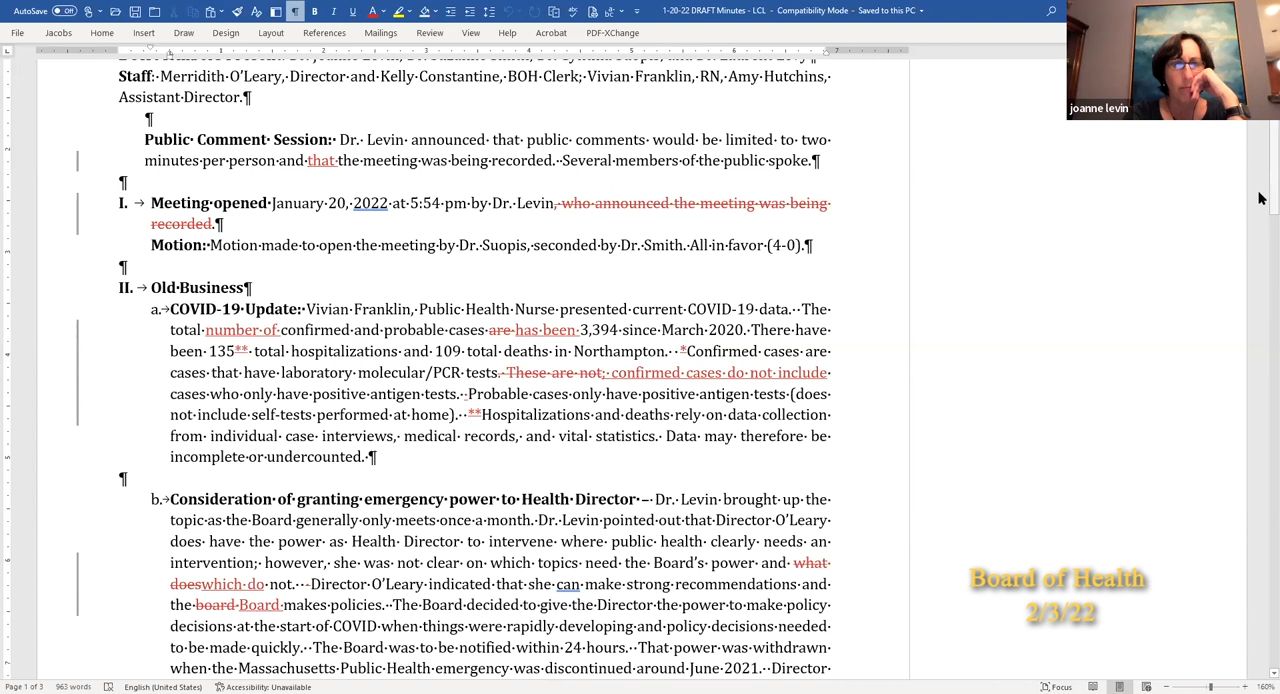 AutoSave Off 1-20-22 DRAFT Minutes - LCL - Compatibility Mode - Saved to this PC
File Jacobs Home Insert Draw Design Layout References Mailings Review View Help Acrobat PDF-XChange
joanne levin
Staff: Merridith O'Leary, Director and Kelly Constantine, BOH Clerk; Vivian Franklin, RN, Amy Hutchins,
Assistant Director.¶
¶
Public Comment Session: Dr. Levin announced that public comments would be limited to two
minutes per person and that the meeting was being recorded. Several members of the public spoke.¶
¶
I. Meeting opened January 20, 2022 at 5:54 pm by Dr. Levin, who announced the meeting was being
recorded.¶
Motion: Motion made to open the meeting by Dr. Suopis, seconded by Dr. Smith. All in favor (4-0).¶
¶
II. Old Business¶
a. COVID-19 Update: Vivian Franklin, Public Health Nurse presented current COVID-19 data. The
total number of confirmed and probable cases are has been 3,394 since March 2020. There have
been 135** total hospitalizations and 109 total deaths in Northampton. *Confirmed cases are
cases that have laboratory molecular/PCR tests. These are not; confirmed cases do not include
cases who only have positive antigen tests. Probable cases only have positive antigen tests (does
not include self-tests performed at home). **Hospitalizations and deaths rely on data collection
from individual case interviews, medical records, and vital statistics. Data may therefore be
incomplete or undercounted. ¶
¶
b. Consideration of granting emergency power to Health Director – Dr. Levin brought up the
topic as the Board generally only meets once a month. Dr. Levin pointed out that Director O'Leary
does have the power as Health Director to intervene where public health clearly needs an
intervention; however, she was not clear on which topics need the Board's power and what
doeswhich do not. Director O'Leary indicated that she can make strong recommendations and
the board Board makes policies. The Board decided to give the Director the power to make policy
decisions at the start of COVID when things were rapidly developing and policy decisions needed
to be made quickly. The Board was to be notified within 24 hours. That power was withdrawn
when the Massachusetts Public Health emergency was discontinued around June 2021. Director
Board of Health
2/3/22
Page 1 of 3 963 words English (United States) Accessibility: Unavailable Focus 160%